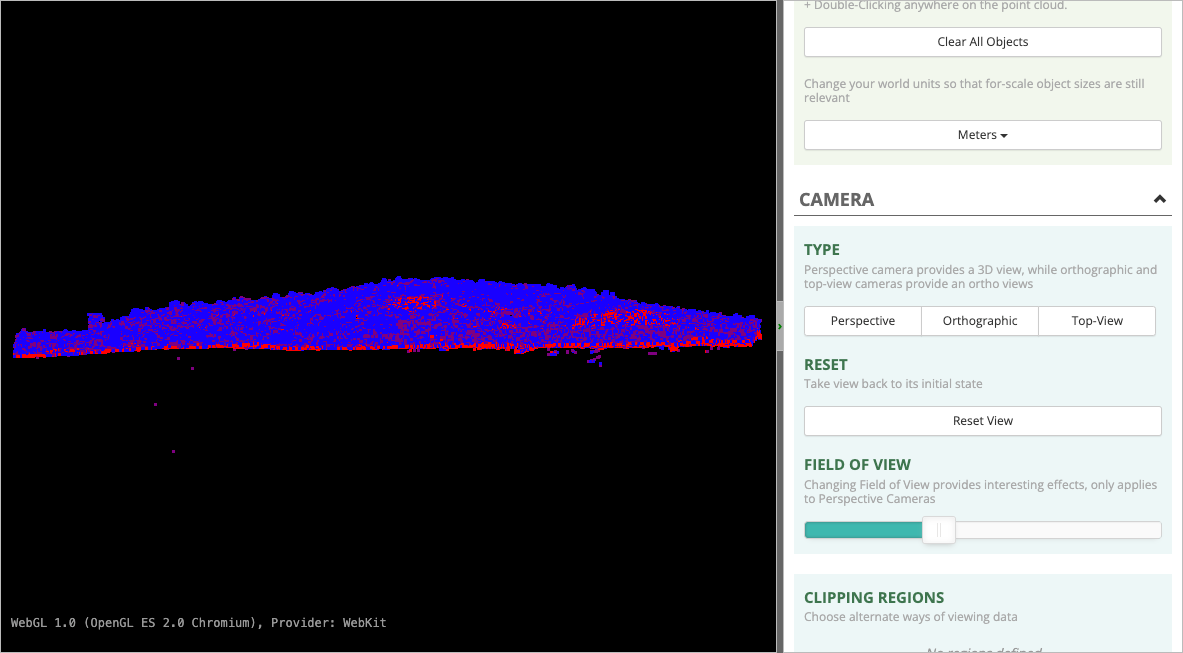 + Double-Clicking anywhere on the point cloud.
Clear All Objects
Change your world units so that for-scale object sizes are still
relevant
Meters
CAMERA
TYPE
Perspective camera provides a 3D view, while orthographic and
top-view cameras provide an ortho views
Perspective
Orthographic
Top-View
RESET
Take view back to its initial state
Reset View
FIELD OF VIEW
Changing Field of View provides interesting effects, only applies
to Perspective Cameras
CLIPPING REGIONS
Choose alternate ways of viewing data
No regions defined
WebGL 1.0 (OpenGL ES 2.0 Chromium), Provider: WebKit